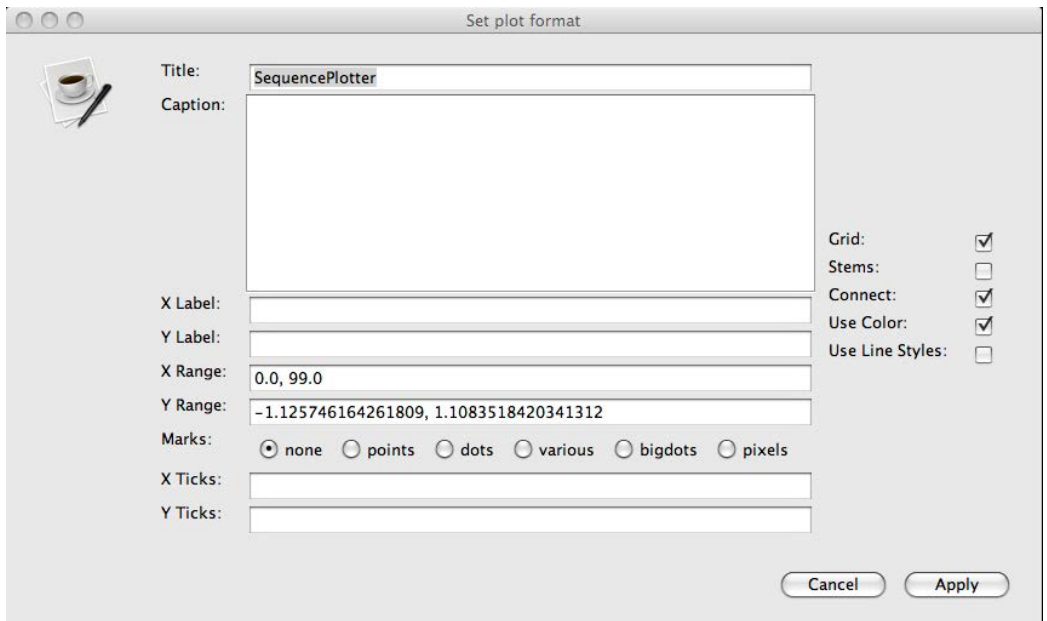 Set plot format
Title:
SequencePlotter
Caption:
Grid:
Stems:
Connect:
Use Color:
Use Line Styles:
X Label:
Y Label:
X Range:
0.0, 99.0
Y Range:
-1.125746164261809, 1.1083518420341312
Marks:
none points dots various bigdots pixels
X Ticks:
Y Ticks:
Cancel Apply